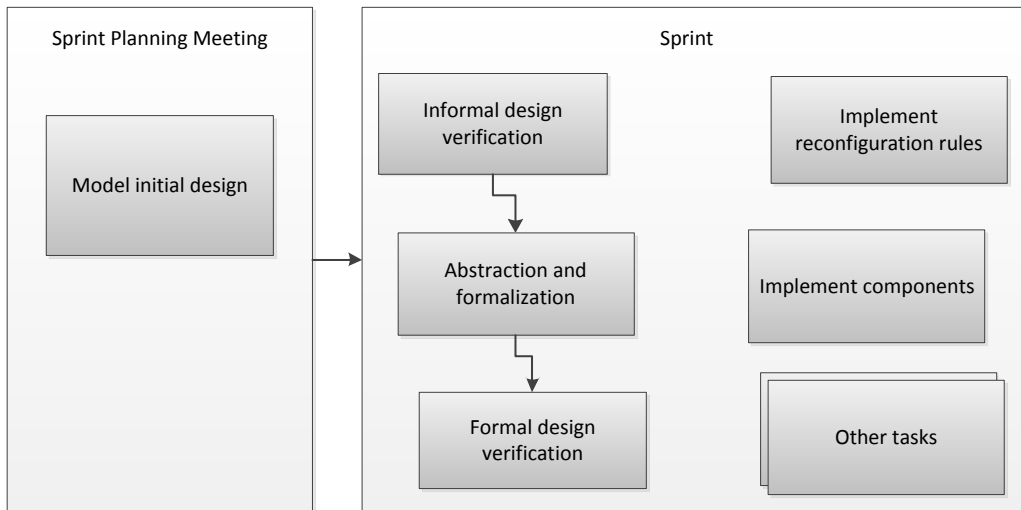 Sprint Planning Meeting
Model initial design
Sprint
Informal design
verification
Abstraction and
formalization
Formal design
verification
Implement
reconfiguration rules
Implement components
Other tasks